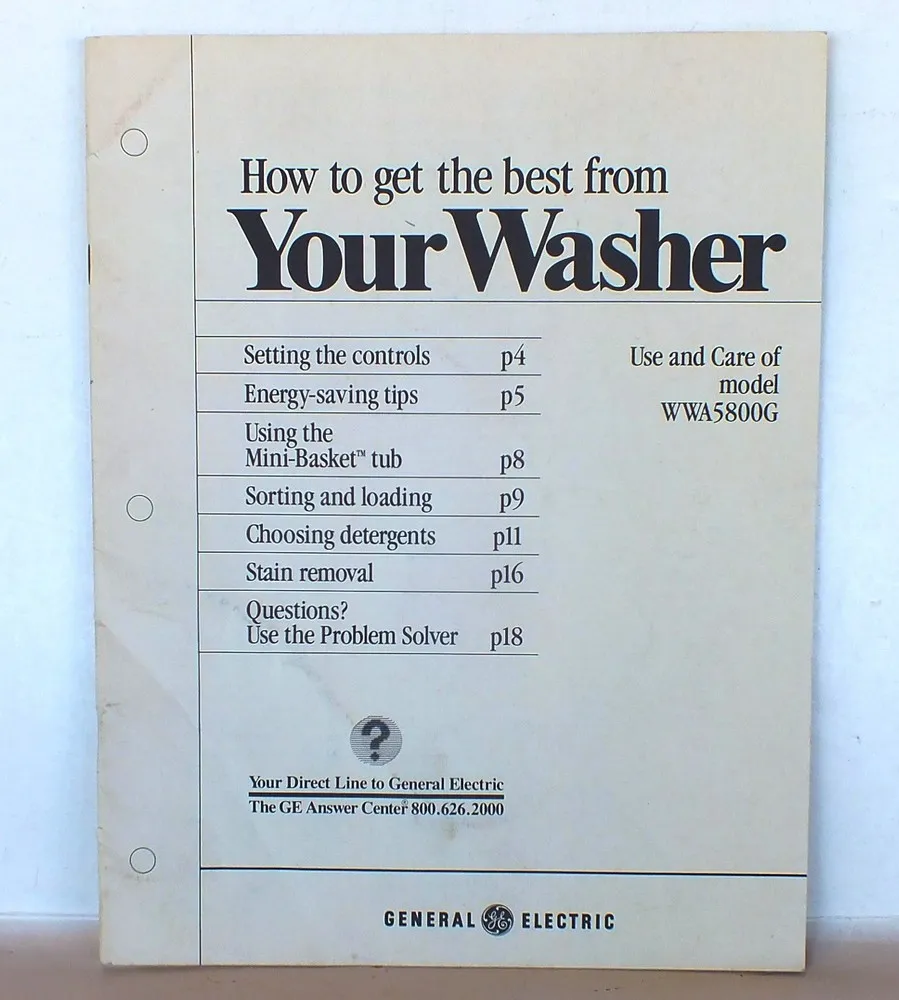 How to get the best from
Your Washer
Setting the controls p4
Energy-saving tips p5
Using the
Mini-Basket™ tub p8
Sorting and loading p9
Choosing detergents p11
Stain removal p16
Questions?
Use the Problem Solver p18
Use and Care of
model
WWA5800G
?
Your Direct Line to General Electric
The GE Answer Center® 800.626.2000
GENERAL GE ELECTRIC